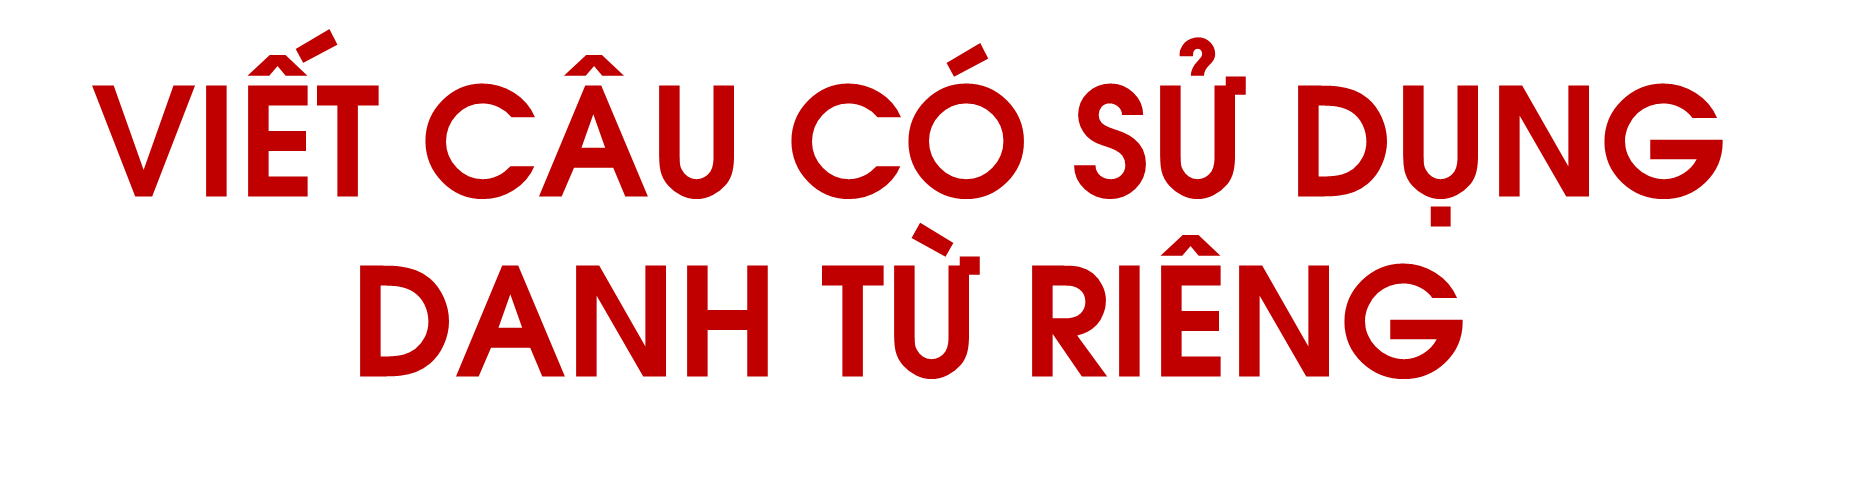 VIẾT CÂU CÓ SỬ DỤNG
DANH TỪ RIÊNG